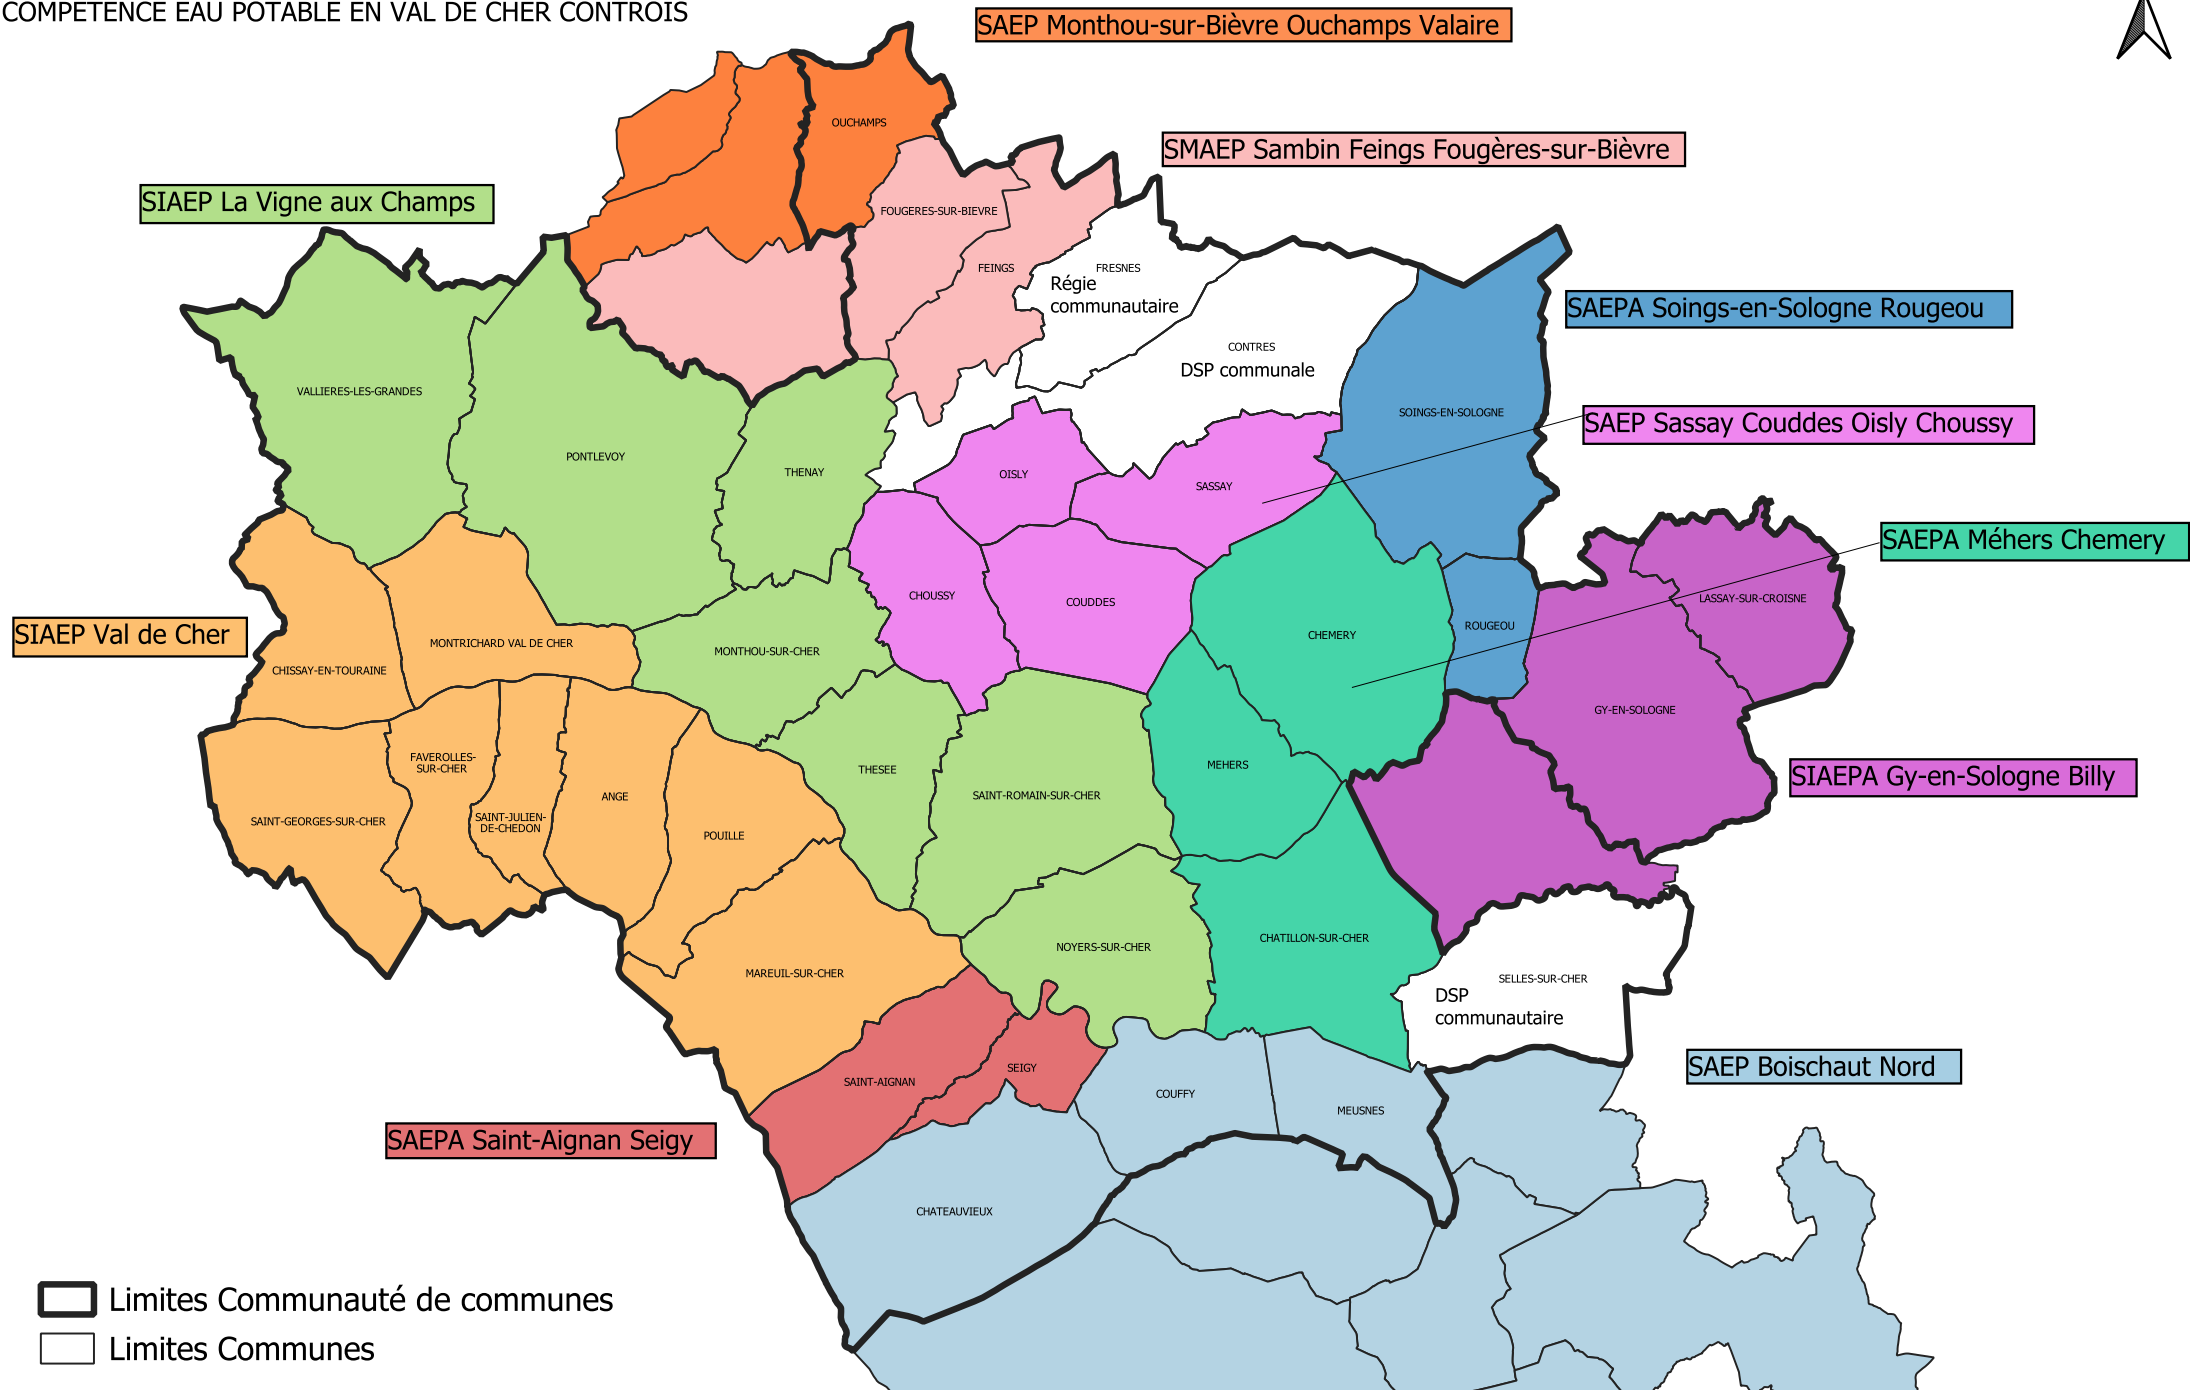 COMPETENCE EAU POTABLE EN VAL DE CHER CONTROIS
SAEP Monthou-sur-Bièvre Ouchamps Valaire
OUCHAMPS
SMAEP Sambin Feings Fougères-sur-Bièvre
SIAEP La Vigne aux Champs
FOUGERES-SUR-BIEVRE
FEINGS
FRESNES
Régie
communautaire
SAEPA Soings-en-Sologne Rougeou
CONTRES
DSP communale
VALLIERES-LES-GRANDES
SOINGS-EN-SOLOGNE
SAEP Sassay Couddes Oisly Choussy
PONTLEVOY
THENAY
OISLY
SASSAY
SAEPA Méhers Chemery
CHOUSSY
COUDDES
LASSAY-SUR-CROISNE
SIAEP Val de Cher
CHEMERY
ROUGEOU
MONTRICHARD VAL DE CHER
MONTHOU-SUR-CHER
CHISSAY-EN-TOURAINE
GY-EN-SOLOGNE
FAVEROLLES-
SUR-CHER
THESEE
MEHERS
SIAEPA Gy-en-Sologne Billy
ANGE
SAINT-ROMAIN-SUR-CHER
SAINT-GEORGES-SUR-CHER
SAINT-JULIEN-
DE-CHEDON
POUILLE
CHATILLON-SUR-CHER
NOYERS-SUR-CHER
MAREUIL-SUR-CHER
SELLES-SUR-CHER
DSP
communautaire
SAEP Boischaut Nord
SEIGY
SAINT-AIGNAN
COUFFY
MEUSNES
SAEPA Saint-Aignan Seigy
CHATEAUVIEUX
Limites Communauté de communes
Limites Communes